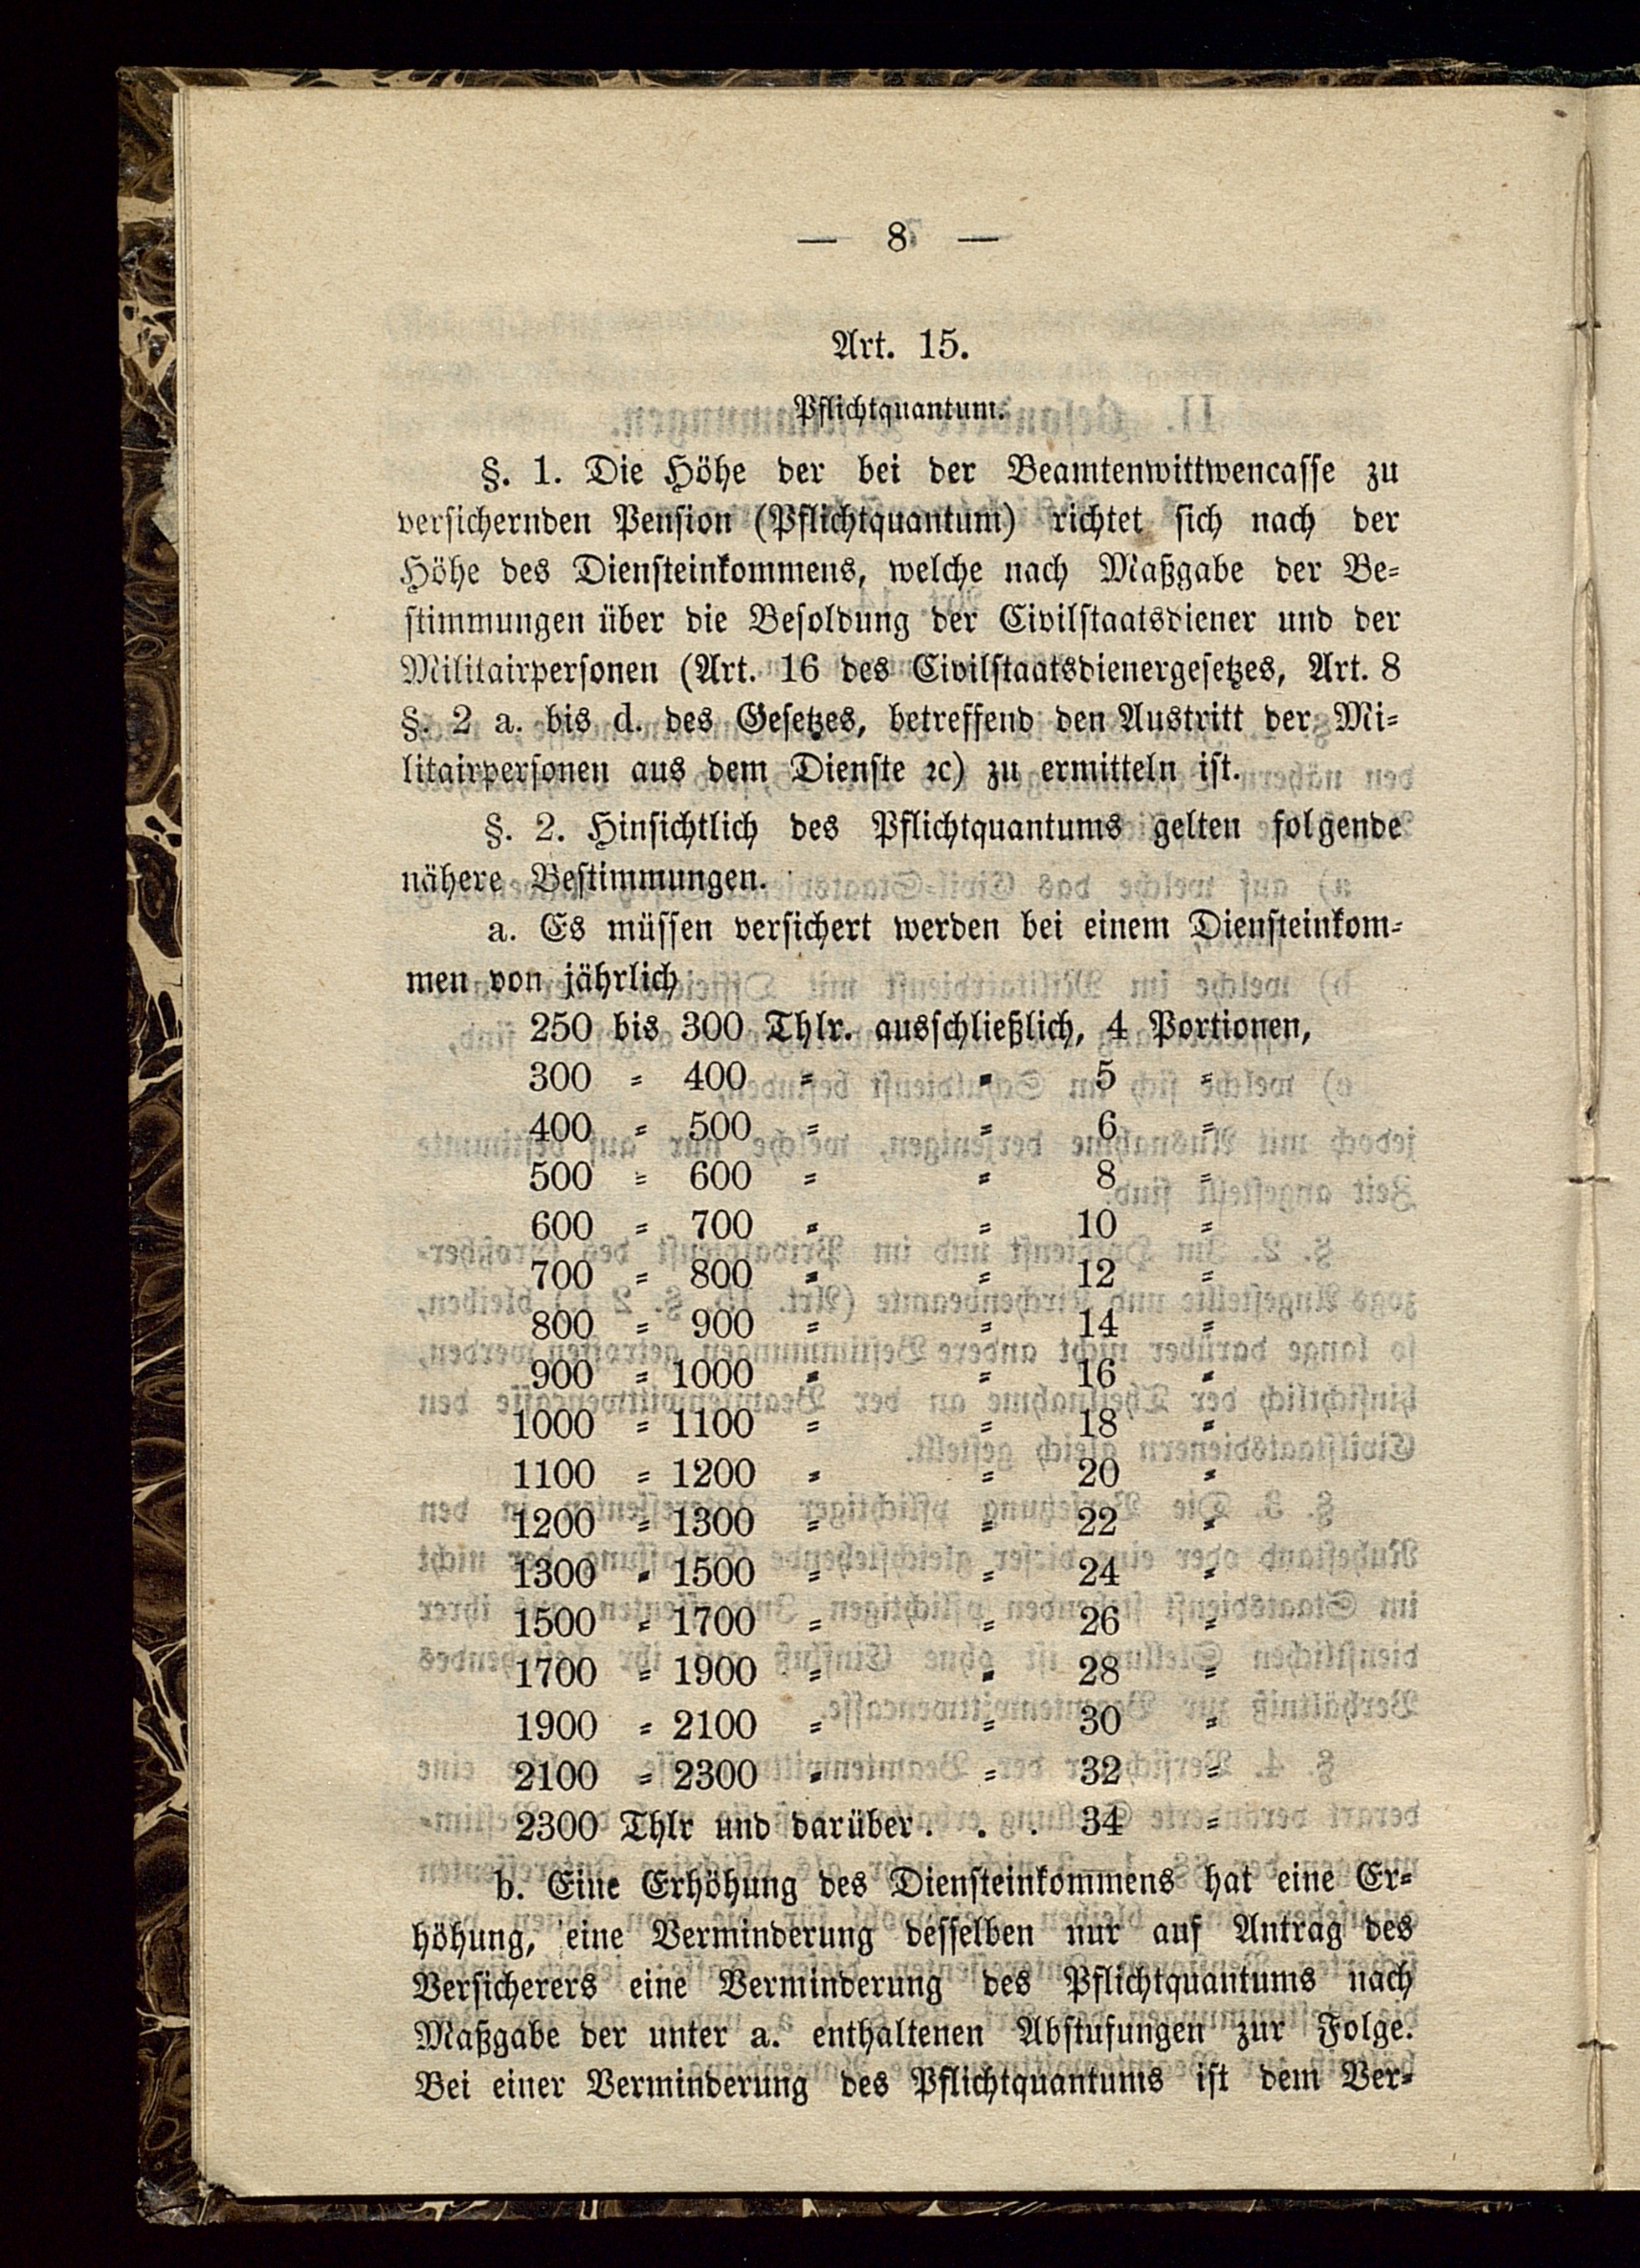 — 8 —
Art. 15.
Pflichtquantum.
§. 1. Die Höhe der bei der Beamtenwittwencasse zu
versichernden Pension (Pflichtquantum) richtet sich nach der
Höhe des Diensteinkommens, welche nach Maßgabe der Be=
stimmungen über die Besoldung der Civilstaatsdiener und der
Militairpersonen (Art. 16 des Civilstaatsdienergesetzes, Art. 8
§. 2 a. bis d. des Gesetzes, betreffend den Austritt der Mi=
litairpersonen aus dem Dienste ꝛc) zu ermitteln ist.
§. 2. Hinsichtlich des Pflichtquantums gelten folgende
nähere Bestimmungen.
a. Es müssen versichert werden bei einem Diensteinkom=
men von jährlich
250 bis 300 Thlr. ausschließlich, 4 Portionen,
300 = 400 = = 5 =
400 = 500 = = 6 =
500 = 600 = = 8 =
600 = 700 = = 10 =
700 = 800 = = 12 =
800 = 900 = = 14 =
900 = 1000 = = 16 =
1000 = 1100 = = 18 =
1100 = 1200 = = 20 =
1200 = 1300 = = 22 =
1300 = 1500 = = 24 =
1500 = 1700 = = 26 =
1700 = 1900 = = 28 =
1900 = 2100 = = 30 =
2100 = 2300 = = 32 =
2300 Thlr und darüber . . . 34 =
b. Eine Erhöhung des Diensteinkommens hat eine Er=
höhung, eine Verminderung desselben nur auf Antrag des
Versicherers eine Verminderung des Pflichtquantums nach
Maßgabe der unter a. enthaltenen Abstufungen zur Folge.
Bei einer Verminderung des Pflichtquantums ist dem Ver=